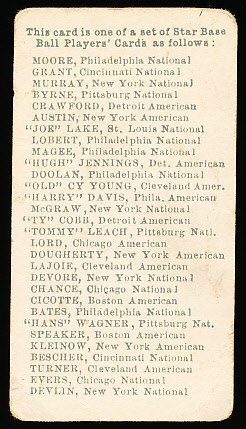 This card is one of a set of Star Base
Ball Players' Cards as follows:
MOORE, Philadelphia National
GRANT, Cincinnati National
MURRAY, New York National
BYRNE, Pittsburg National
CRAWFORD, Detroit American
AUSTIN, New York American
"JOE" LAKE, St. Louis National
LOBERT, Philadelphia National
MAGEE, Philadelphia National
"HUGH" JENNINGS, Det. American
DOOLAN, Philadelphia National
"OLD" CY YOUNG, Cleveland Amer.
"HARRY" DAVIS, Phila. American
McGRAW, New York National
"TY" COBB, Detroit American
"TOMMY" LEACH, Pittsburg Natl.
LORD, Chicago American
DOUGHERTY, New York American
LAJOIE, Cleveland American
DEVORE, New York National
CHANCE, Chicago National
CICOTTE, Boston American
BATES, Philadelphia National
"HANS" WAGNER, Pittsburg Nat.
SPEAKER, Boston American
KLEINOW, New York American
BESCHER, Cincinnati National
TURNER, Cleveland American
EVERS, Chicago National
DEVLIN, New York National